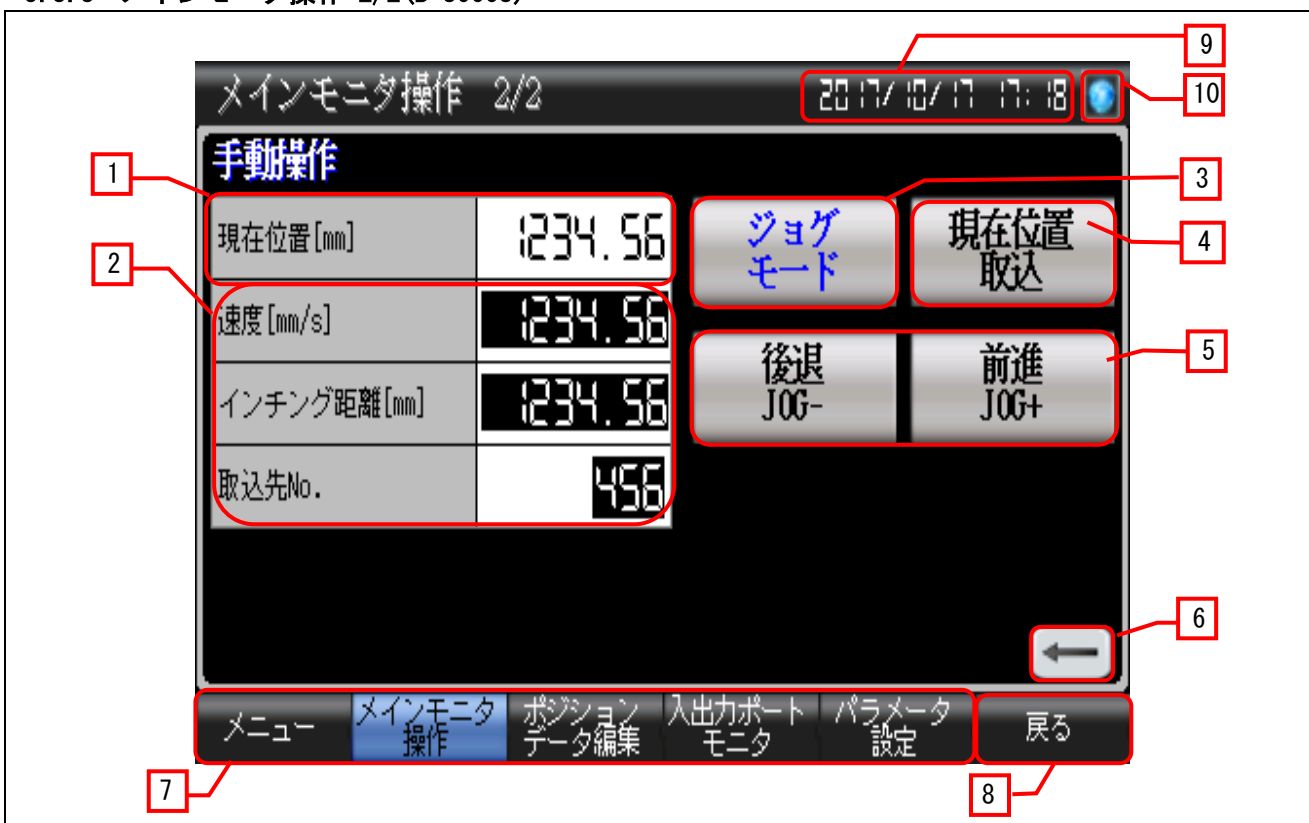 メインモニタ操作 2/2
2017/10/17 17:18
9
10
手動操作
1
現在位置[mm]
1234.56
ジョグ
モード
現在位置
取込
3
4
2
速度[mm/s]
1234.56
後退
JOG-
前進
JOG+
5
インチング距離[mm]
1234.56
取込先No.
456
6
メニュー
メインモニタ
操作
ポジション
データ編集
入出力ポート
モニタ
パラメータ
設定
戻る
7
8